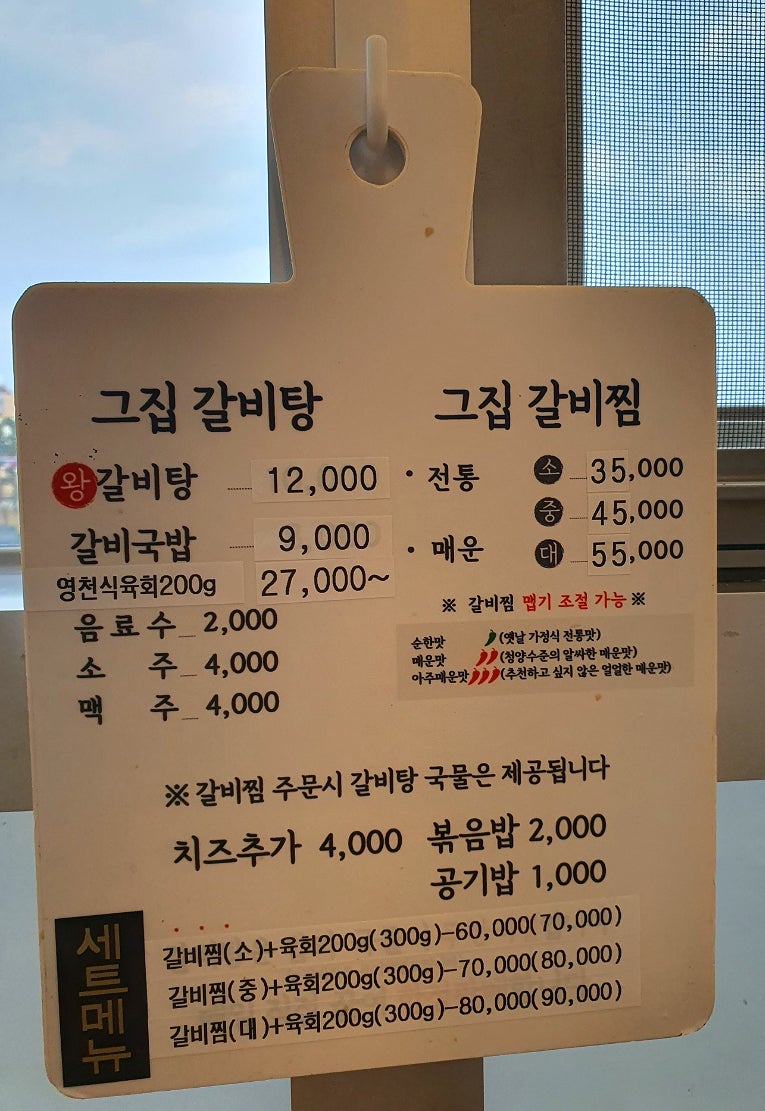 그집 갈비탕
왕갈비탕 12,000
갈비국밥 9,000
영천식육회200g 27,000~
음료수 2,000
소 주 4,000
맥 주 4,000
그집 갈비찜
· 전통 소 35,000
중 45,000
· 매운 대 55,000
※ 갈비찜 맵기 조절 가능 ※
순한맛 (옛날 가정식 전통맛)
매운맛 (청양수준의 알싸한 매운맛)
아주매운맛 (추천하고 싶지 않은 얼얼한 매운맛)
※ 갈비찜 주문시 갈비탕 국물은 제공됩니다
치즈추가 4,000 볶음밥 2,000
공기밥 1,000
세트메뉴
갈비찜(소)+육회200g(300g)-60,000(70,000)
갈비찜(중)+육회200g(300g)-70,000(80,000)
갈비찜(대)+육회200g(300g)-80,000(90,000)